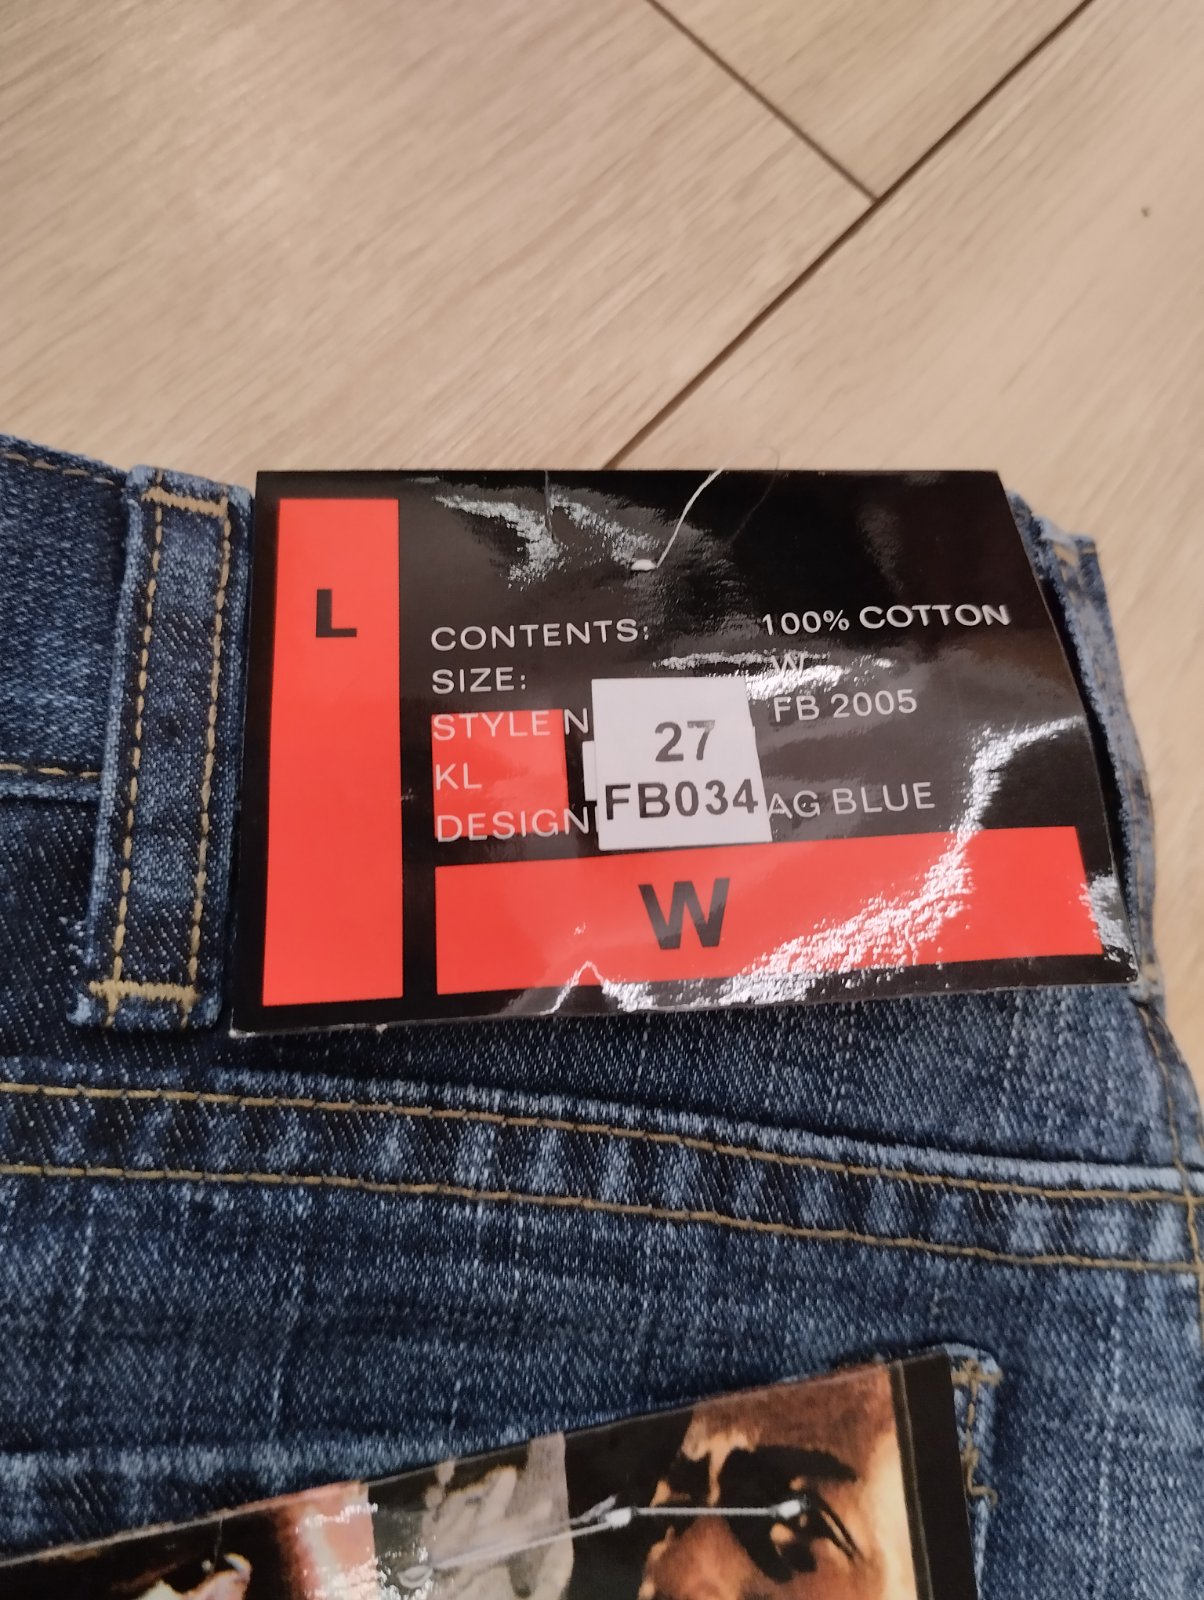 L
CONTENTS: 100% COTTON
SIZE: W
STYLE N FB 2005
KL
DESIGN AG BLUE
27
FB034
W